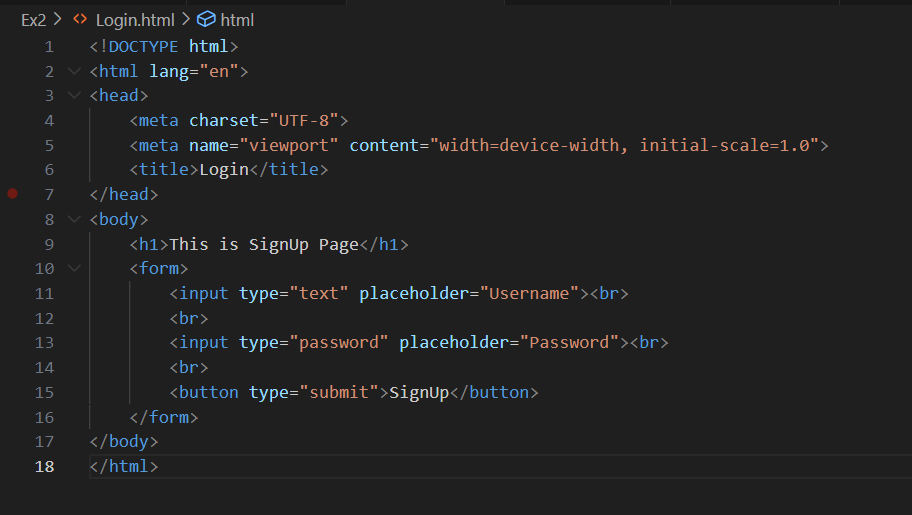 Ex2 > <> Login.html > html
1 <!DOCTYPE html>
2 <html lang="en">
3 <head>
4     <meta charset="UTF-8">
5     <meta name="viewport" content="width=device-width, initial-scale=1.0">
6     <title>Login</title>
7 </head>
8 <body>
9     <h1>This is SignUp Page</h1>
10     <form>
11         <input type="text" placeholder="Username"><br>
12         <br>
13         <input type="password" placeholder="Password"><br>
14         <br>
15         <button type="submit">SignUp</button>
16     </form>
17 </body>
18 </html>